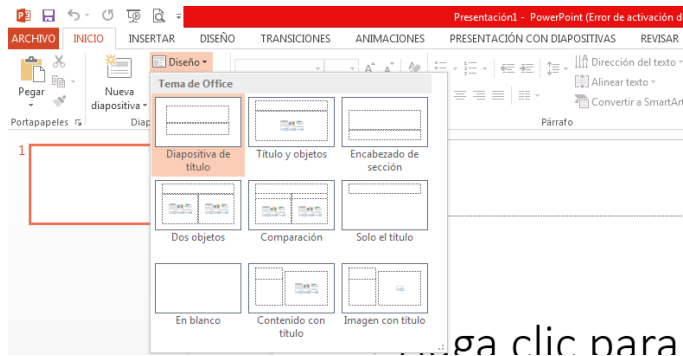 Presentación1 - PowerPoint (Error de activación d
ARCHIVO INICIO INSERTAR DISEÑO TRANSICIONES ANIMACIONES PRESENTACIÓN CON DIAPOSITIVAS REVISAR
Pegar
Nueva
diapositiva
Diseño
Dirección del texto
Alinear texto
Convertir a SmartArt
Portapapeles
Diap
Párrafo
Tema de Office
Diapositiva de
título
Título y objetos
Encabezado de
sección
Dos objetos
Comparación
Solo el título
En blanco
Contenido con
título
Imagen con título
1
clic para